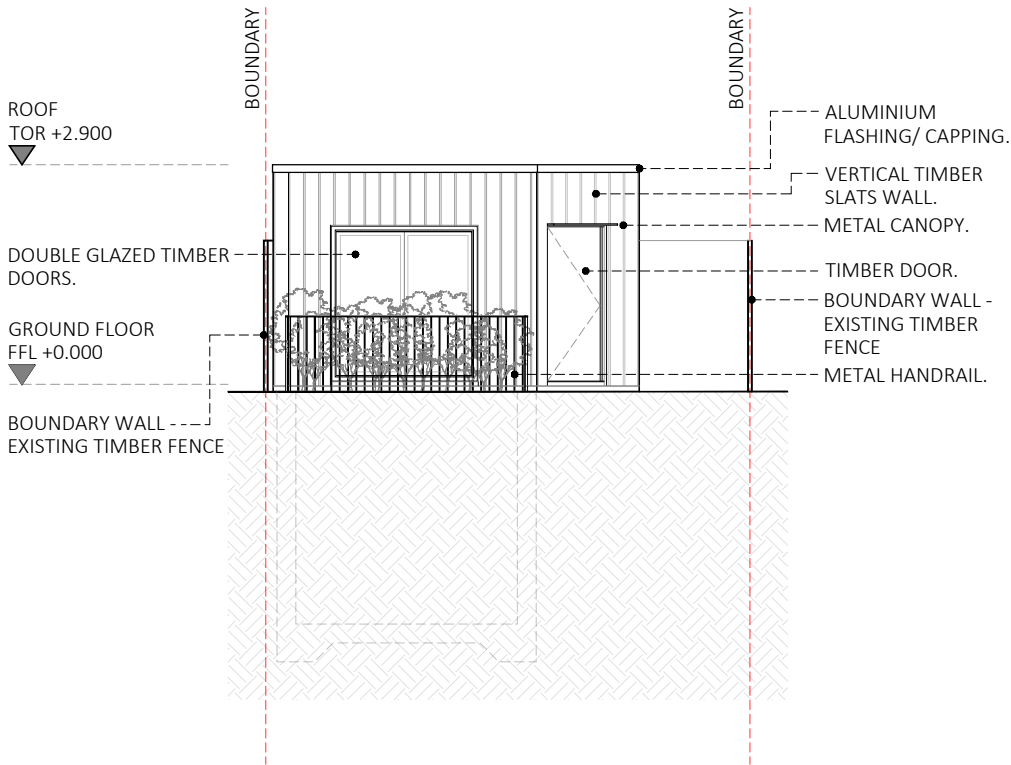 BOUNDARY
BOUNDARY
ROOF
TOR +2.900
DOUBLE GLAZED TIMBER
DOORS.
GROUND FLOOR
FFL +0.000
BOUNDARY WALL -
EXISTING TIMBER FENCE
ALUMINIUM
FLASHING/ CAPPING.
VERTICAL TIMBER
SLATS WALL.
METAL CANOPY.
TIMBER DOOR.
BOUNDARY WALL -
EXISTING TIMBER
FENCE
METAL HANDRAIL.